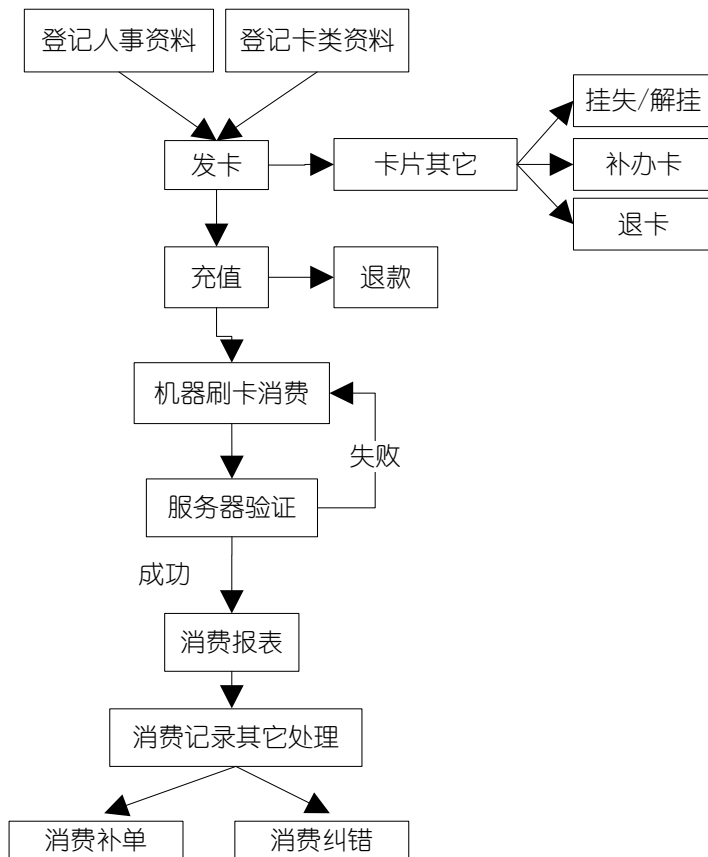 登记人事资料
登记卡类资料
挂失/解挂
发卡
卡片其它
补办卡
退卡
充值
退款
机器刷卡消费
失败
服务器验证
成功
消费报表
消费记录其它处理
消费补单
消费纠错